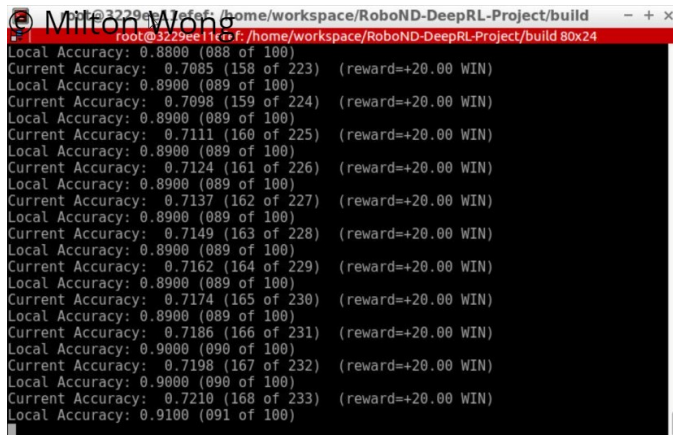 root@3229ee11efef: /home/workspace/RoboND-DeepRL-Project/build
© Milton Wong
root@3229ee11efef: /home/workspace/RoboND-DeepRL-Project/build 80x24
Local Accuracy: 0.8800 (088 of 100)
Current Accuracy:  0.7085 (158 of 223)  (reward=+20.00 WIN)
Local Accuracy: 0.8900 (089 of 100)
Current Accuracy:  0.7098 (159 of 224)  (reward=+20.00 WIN)
Local Accuracy: 0.8900 (089 of 100)
Current Accuracy:  0.7111 (160 of 225)  (reward=+20.00 WIN)
Local Accuracy: 0.8900 (089 of 100)
Current Accuracy:  0.7124 (161 of 226)  (reward=+20.00 WIN)
Local Accuracy: 0.8900 (089 of 100)
Current Accuracy:  0.7137 (162 of 227)  (reward=+20.00 WIN)
Local Accuracy: 0.8900 (089 of 100)
Current Accuracy:  0.7149 (163 of 228)  (reward=+20.00 WIN)
Local Accuracy: 0.8900 (089 of 100)
Current Accuracy:  0.7162 (164 of 229)  (reward=+20.00 WIN)
Local Accuracy: 0.8900 (089 of 100)
Current Accuracy:  0.7174 (165 of 230)  (reward=+20.00 WIN)
Local Accuracy: 0.8900 (089 of 100)
Current Accuracy:  0.7186 (166 of 231)  (reward=+20.00 WIN)
Local Accuracy: 0.9000 (090 of 100)
Current Accuracy:  0.7198 (167 of 232)  (reward=+20.00 WIN)
Local Accuracy: 0.9000 (090 of 100)
Current Accuracy:  0.7210 (168 of 233)  (reward=+20.00 WIN)
Local Accuracy: 0.9100 (091 of 100)